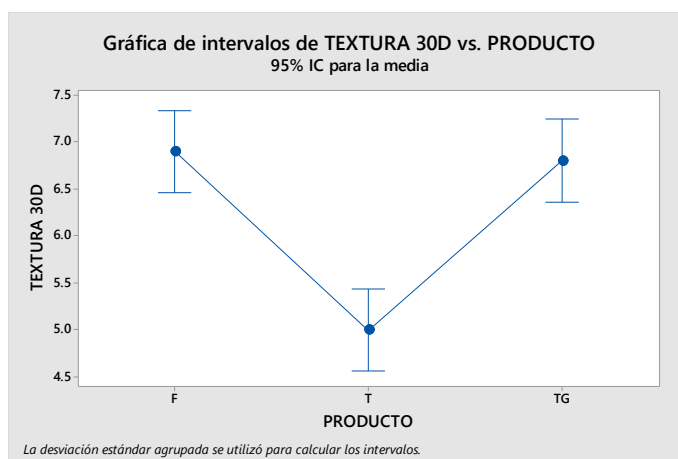 Gráfica de intervalos de TEXTURA 30D vs. PRODUCTO
95% IC para la media
7.5
7.0
6.5
6.0
5.5
5.0
4.5
TEXTURA 30D
F T TG
PRODUCTO
La desviación estándar agrupada se utilizó para calcular los intervalos.